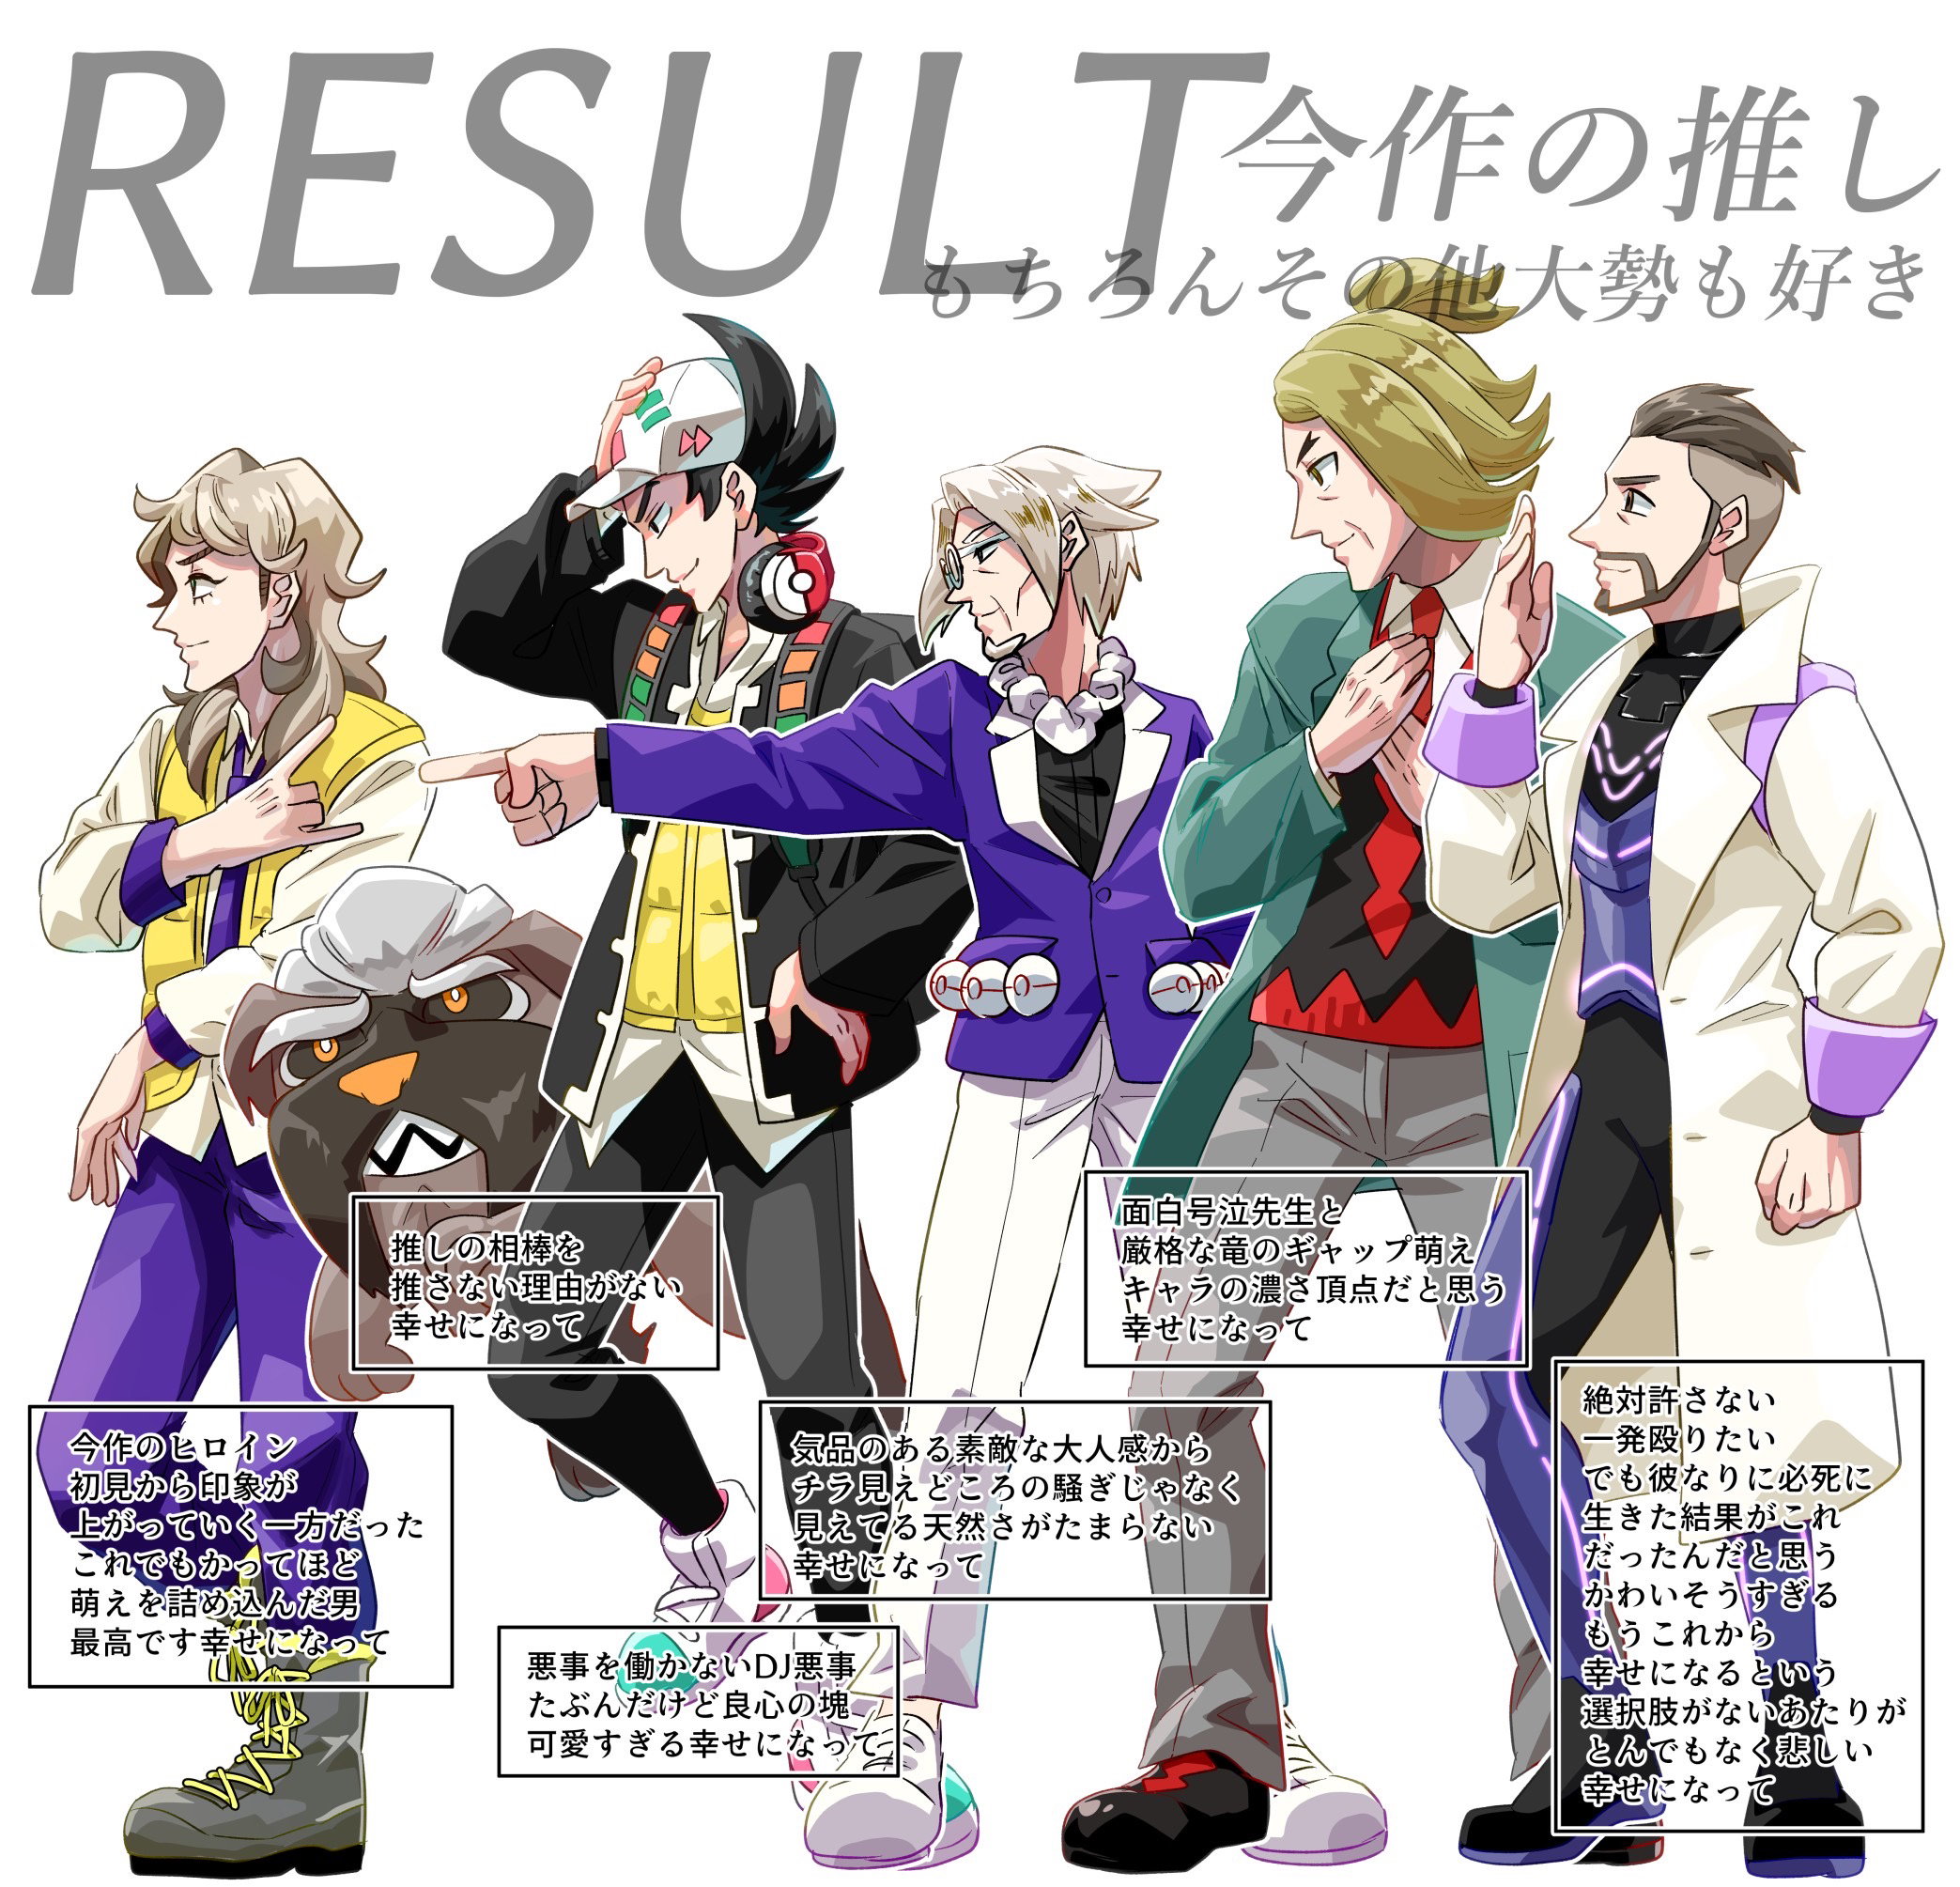 RESULT
今作の推し
もちろんその他大勢も好き
推しの相棒を
推さない理由がない
幸せになって
面白号泣先生と
厳格な竜のギャップ萌え
キャラの濃さ頂点だと思う
幸せになって
今作のヒロイン
初見から印象が
上がっていく一方だった
これでもかってほど
萌えを詰め込んだ男
最高です幸せになって
気品のある素敵な大人感から
チラ見えどころの騒ぎじゃなく
見えてる天然さがたまらない
幸せになって
絶対許さない
一発殴りたい
でも彼なりに必死に
生きた結果がこれ
だったんだと思う
かわいそうすぎる
もうこれから
幸せになるという
選択肢がないあたりが
とんでもなく悲しい
幸せになって
悪事を働かないDJ悪事
たぶんだけど良心の塊
可愛すぎる幸せになって